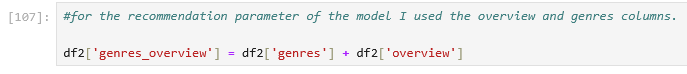 [107]: #for the recommendation parameter of the model I used the overview and genres columns.
df2['genres_overview'] = df2['genres'] + df2['overview']